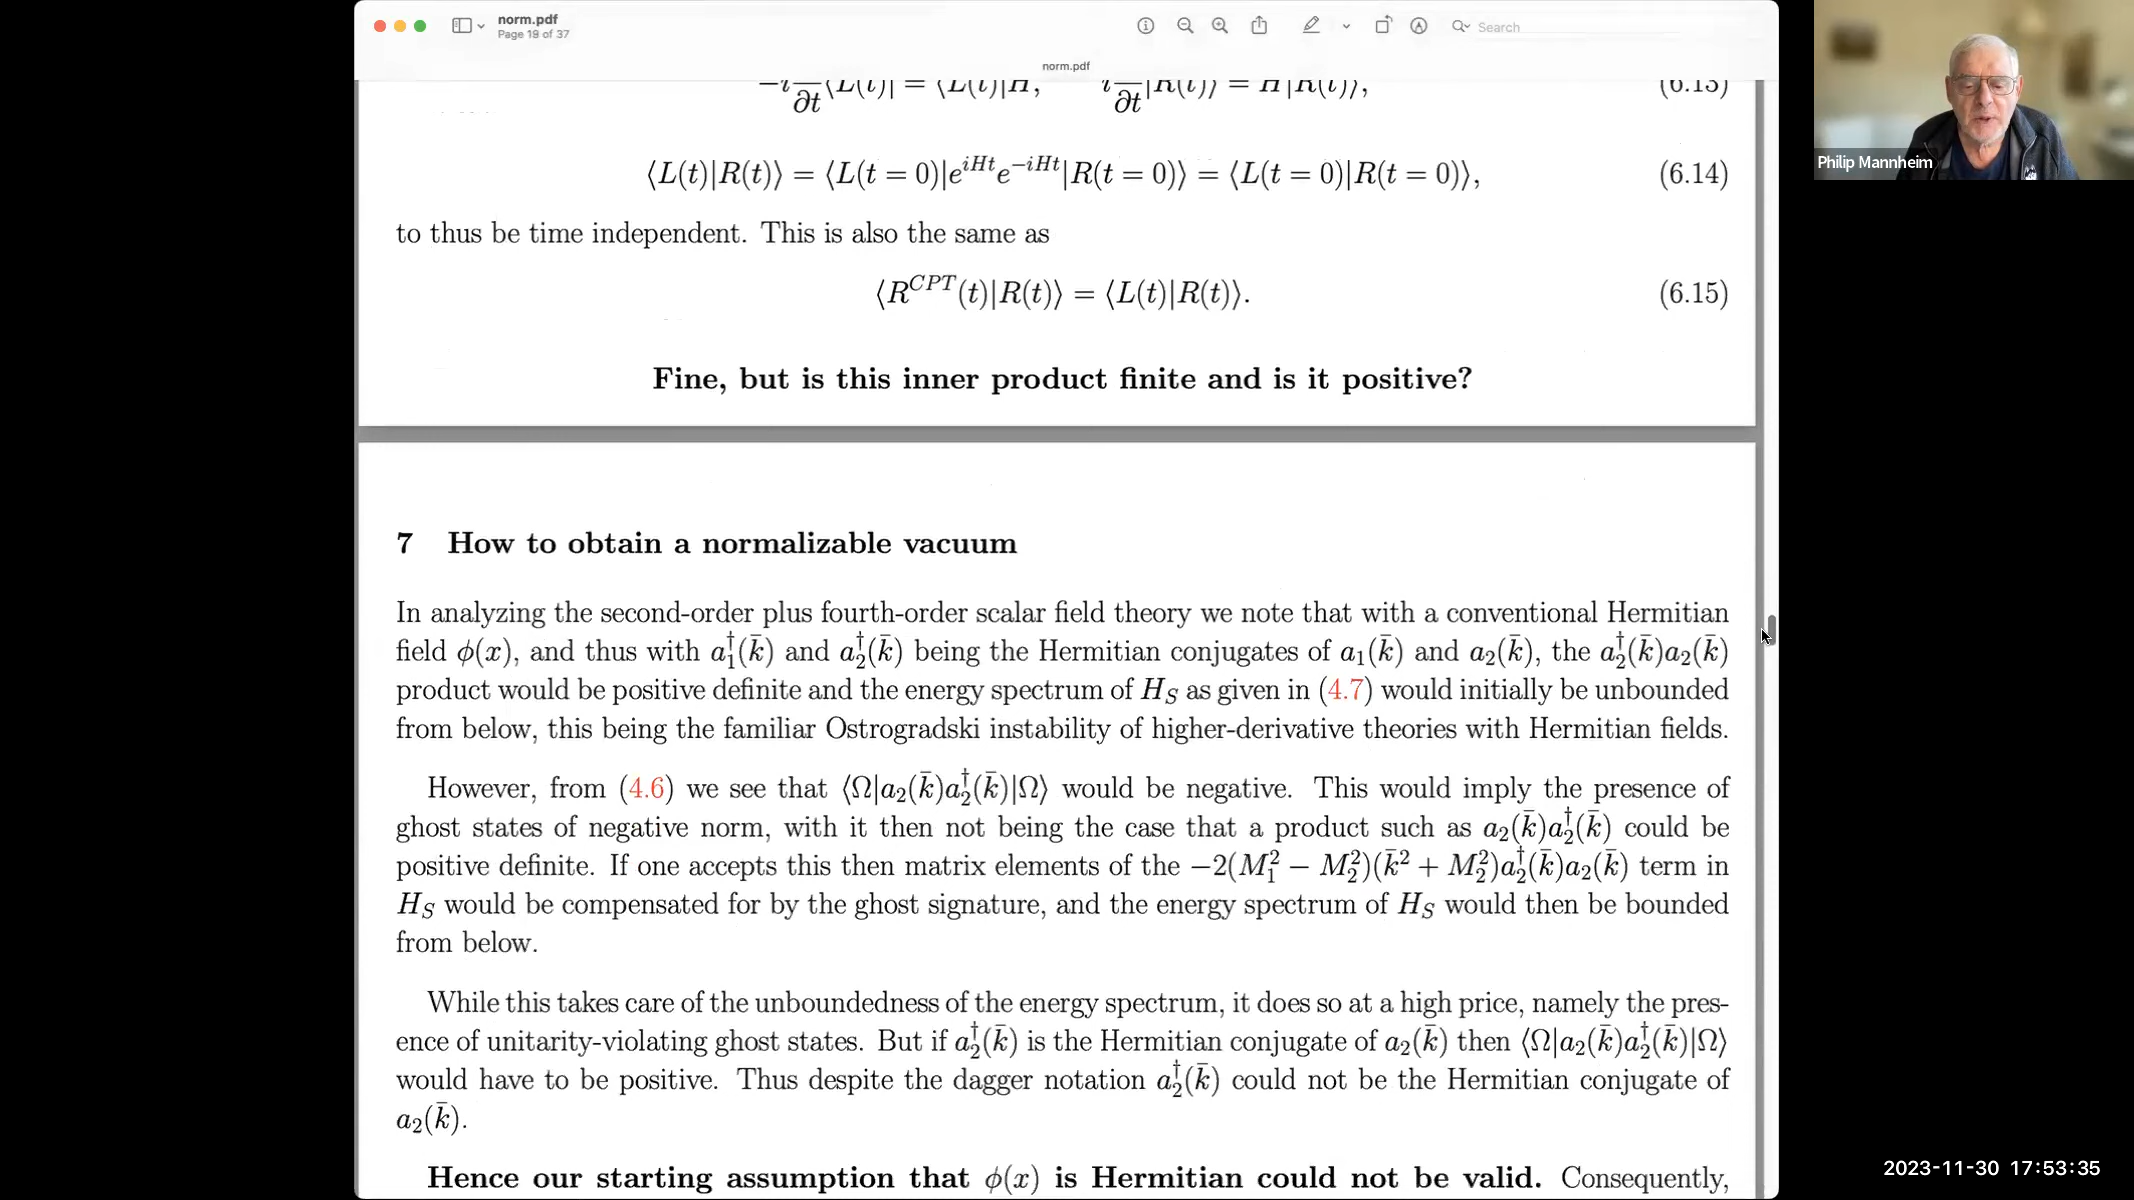 norm.pdf
Page 19 of 37
Search
norm.pdf
−i ∂/∂t ⟨L(t)| = ⟨L(t)|H, i ∂/∂t |R(t)⟩ = H|R(t)⟩, (6.13)
⟨L(t)|R(t)⟩ = ⟨L(t = 0)|e^{iHt}e^{−iHt}|R(t = 0)⟩ = ⟨L(t = 0)|R(t = 0)⟩, (6.14)
to thus be time independent. This is also the same as
⟨R^{CPT}(t)|R(t)⟩ = ⟨L(t)|R(t)⟩. (6.15)
Fine, but is this inner product finite and is it positive?
7 How to obtain a normalizable vacuum
In analyzing the second-order plus fourth-order scalar field theory we note that with a conventional Hermitian
field ϕ(x), and thus with a₁†(k̄) and a₂†(k̄) being the Hermitian conjugates of a₁(k̄) and a₂(k̄), the a₂†(k̄)a₂(k̄)
product would be positive definite and the energy spectrum of H_S as given in (4.7) would initially be unbounded
from below, this being the familiar Ostrogradski instability of higher-derivative theories with Hermitian fields.
However, from (4.6) we see that ⟨Ω|a₂(k̄)a₂†(k̄)|Ω⟩ would be negative. This would imply the presence of
ghost states of negative norm, with it then not being the case that a product such as a₂(k̄)a₂†(k̄) could be
positive definite. If one accepts this then matrix elements of the −2(M₁² − M₂²)(k̄² + M₂²)a₂†(k̄)a₂(k̄) term in
H_S would be compensated for by the ghost signature, and the energy spectrum of H_S would then be bounded
from below.
While this takes care of the unboundedness of the energy spectrum, it does so at a high price, namely the pres-
ence of unitarity-violating ghost states. But if a₂†(k̄) is the Hermitian conjugate of a₂(k̄) then ⟨Ω|a₂(k̄)a₂†(k̄)|Ω⟩
would have to be positive. Thus despite the dagger notation a₂†(k̄) could not be the Hermitian conjugate of
a₂(k̄).
Hence our starting assumption that ϕ(x) is Hermitian could not be valid. Consequently,
Philip Mannheim
2023-11-30 17:53:35